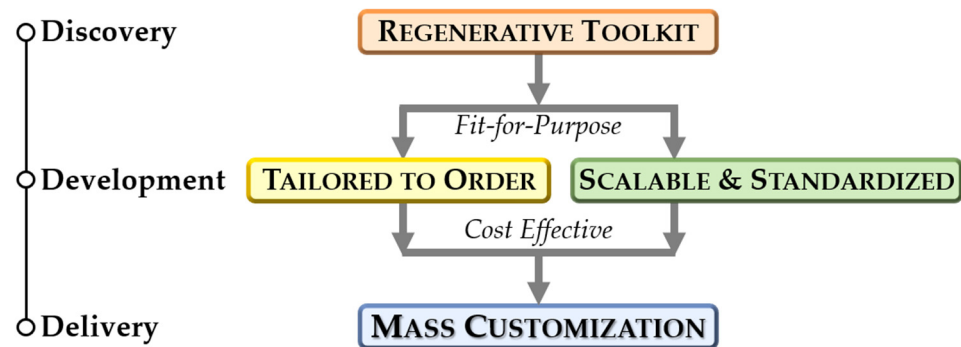 Discovery
REGENERATIVE TOOLKIT
Fit-for-Purpose
Development
TAILORED TO ORDER
SCALABLE & STANDARDIZED
Cost Effective
Delivery
MASS CUSTOMIZATION